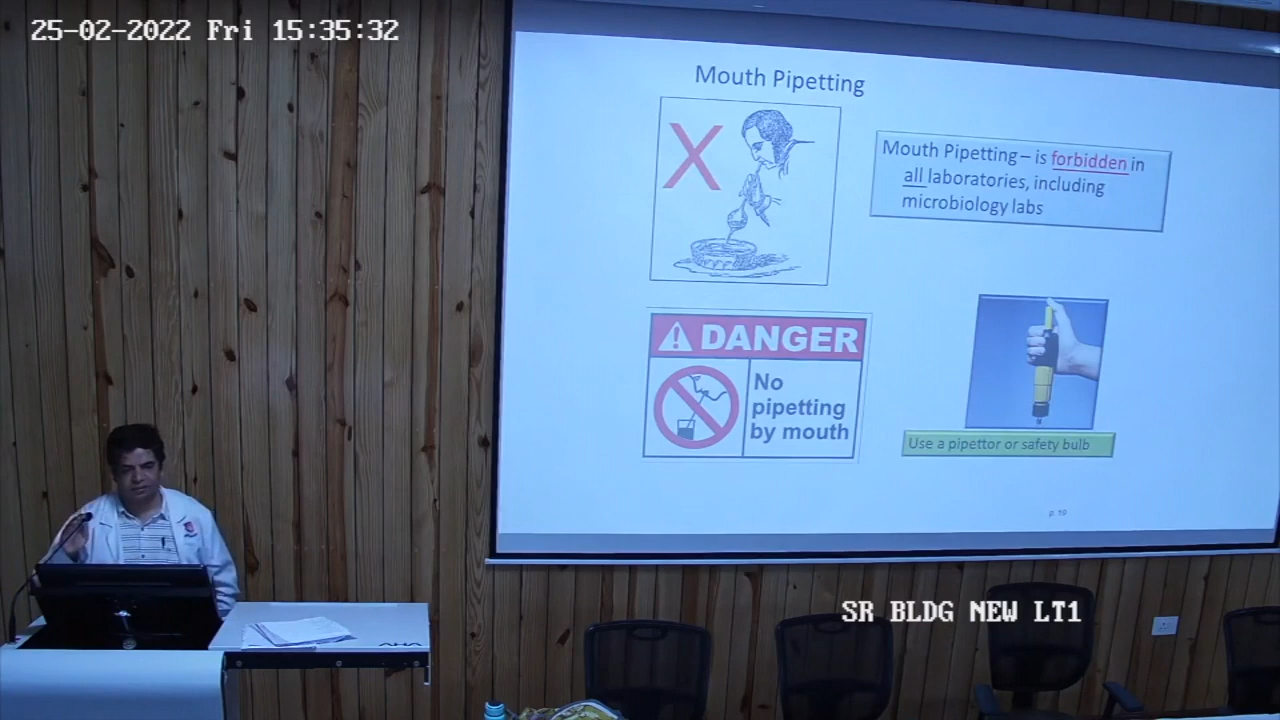 25-02-2022 Fri 15:35:32
Mouth Pipetting
X
Mouth Pipetting – is forbidden in
all laboratories, including
microbiology labs
DANGER
No
pipetting
by mouth
Use a pipettor or safety bulb
p. 10
SR BLDG NEW LT1